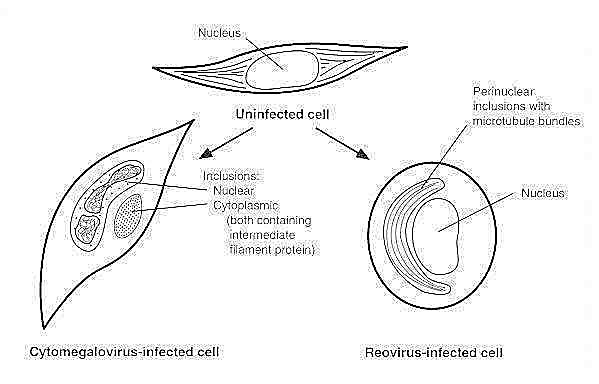 Nucleus
Uninfected cell
Perinuclear
inclusions with
microtubule bundles
Inclusions:
Nuclear
Cytoplasmic
(both containing
intermediate
filament protein)
Nucleus
Cytomegalovirus-infected cell
Reovirus-infected cell